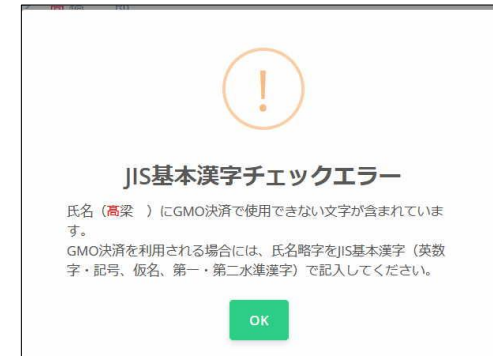 !
JIS基本漢字チェックエラー
氏名（髙梁　）にGMO決済で使用できない文字が含まれていま
す。
GMO決済を利用される場合には、氏名略字をJIS基本漢字（英数
字・記号、仮名、第一・第二水準漢字）で記入してください。
OK